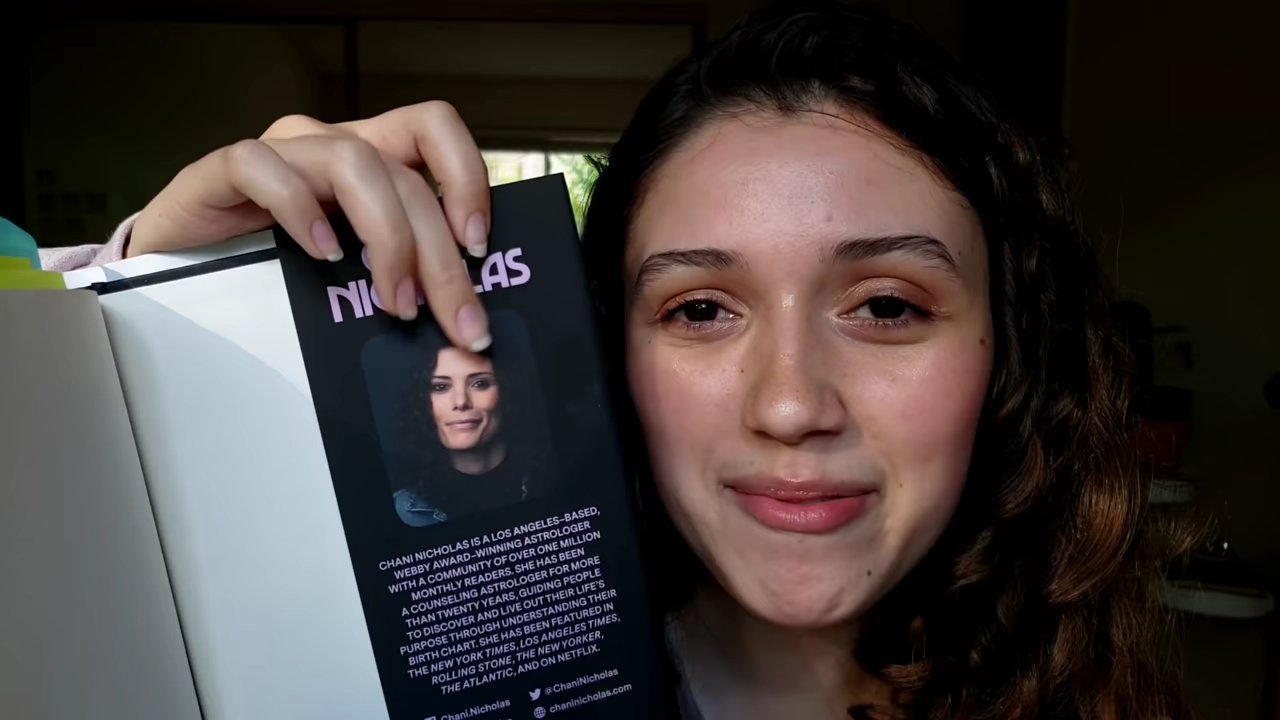 CHANI NICHOLAS IS A LOS ANGELES–BASED,
WEBBY AWARD–WINNING ASTROLOGER
WITH A COMMUNITY OF OVER ONE MILLION
MONTHLY READERS. SHE HAS BEEN
A COUNSELING ASTROLOGER FOR MORE
THAN TWENTY YEARS, GUIDING PEOPLE
TO DISCOVER AND LIVE OUT THEIR LIFE'S
PURPOSE THROUGH UNDERSTANDING THEIR
BIRTH CHART. SHE HAS BEEN FEATURED IN
THE NEW YORK TIMES, LOS ANGELES TIMES,
ROLLING STONE, THE NEW YORKER,
THE ATLANTIC, AND ON NETFLIX.
Chani.Nicholas @ChaniNicholas
chaninicholas.com